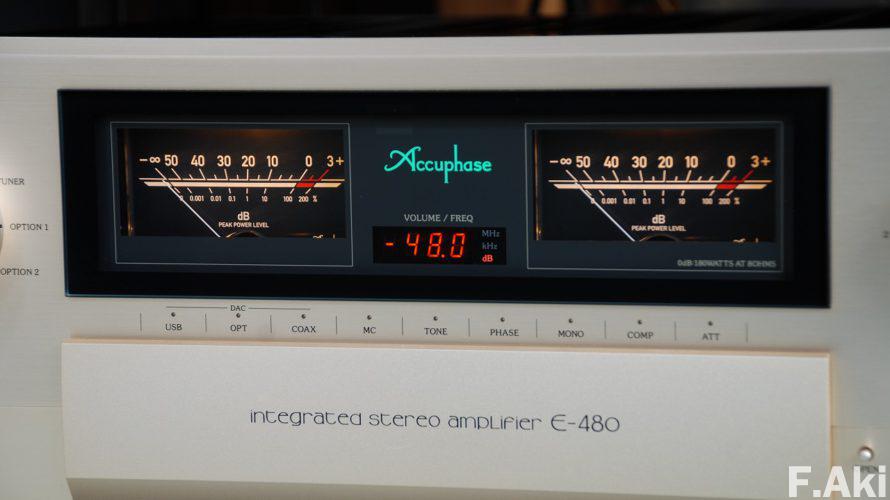 Accuphase
-∞ 50 40 30 20 10 0 3+
0 0.001 0.01 0.1 1 10 100 200 %
dB
PEAK POWER LEVEL
-∞ 50 40 30 20 10 0 3+
0 0.001 0.01 0.1 1 10 100 200 %
dB
PEAK POWER LEVEL
VOLUME / FREQ
-48.0
MHz
kHz
dB
0dB:180WATTS AT 8OHMS
TUNER
OPTION 1
OPTION 2
DAC
USB OPT COAX MC TONE PHASE MONO COMP ATT
integrated stereo amplifier E-480
F.Aki